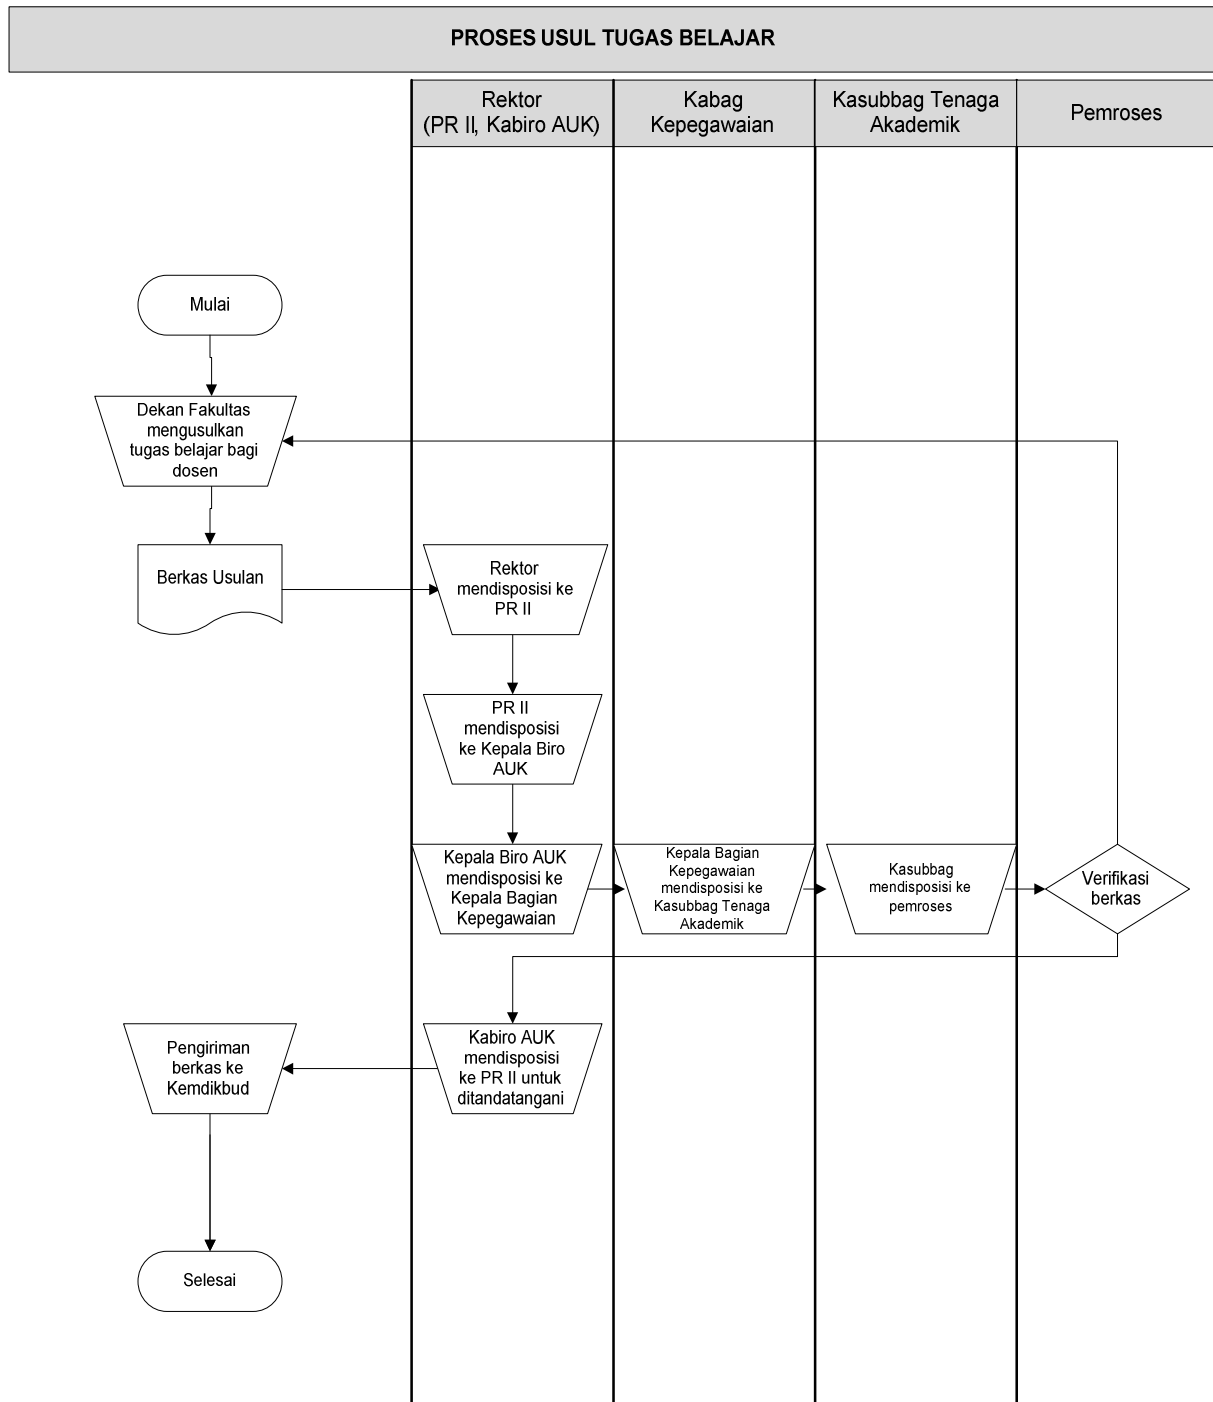 PROSES USUL TUGAS BELAJAR
Rektor
(PR II, Kabiro AUK)
Kabag
Kepegawaian
Kasubbag Tenaga
Akademik
Pemroses
Mulai
Dekan Fakultas
mengusulkan
tugas belajar bagi
dosen
Berkas Usulan
Rektor
mendisposisi ke
PR II
PR II
mendisposisi
ke Kepala Biro
AUK
Kepala Biro AUK
mendisposisi ke
Kepala Bagian
Kepegawaian
Kepala Bagian
Kepegawaian
mendisposisi ke
Kasubbag Tenaga
Akademik
Kasubbag
mendisposisi ke
pemroses
Verifikasi
berkas
Pengiriman
berkas ke
Kemdikbud
Kabiro AUK
mendisposisi
ke PR II untuk
ditandatangani
Selesai